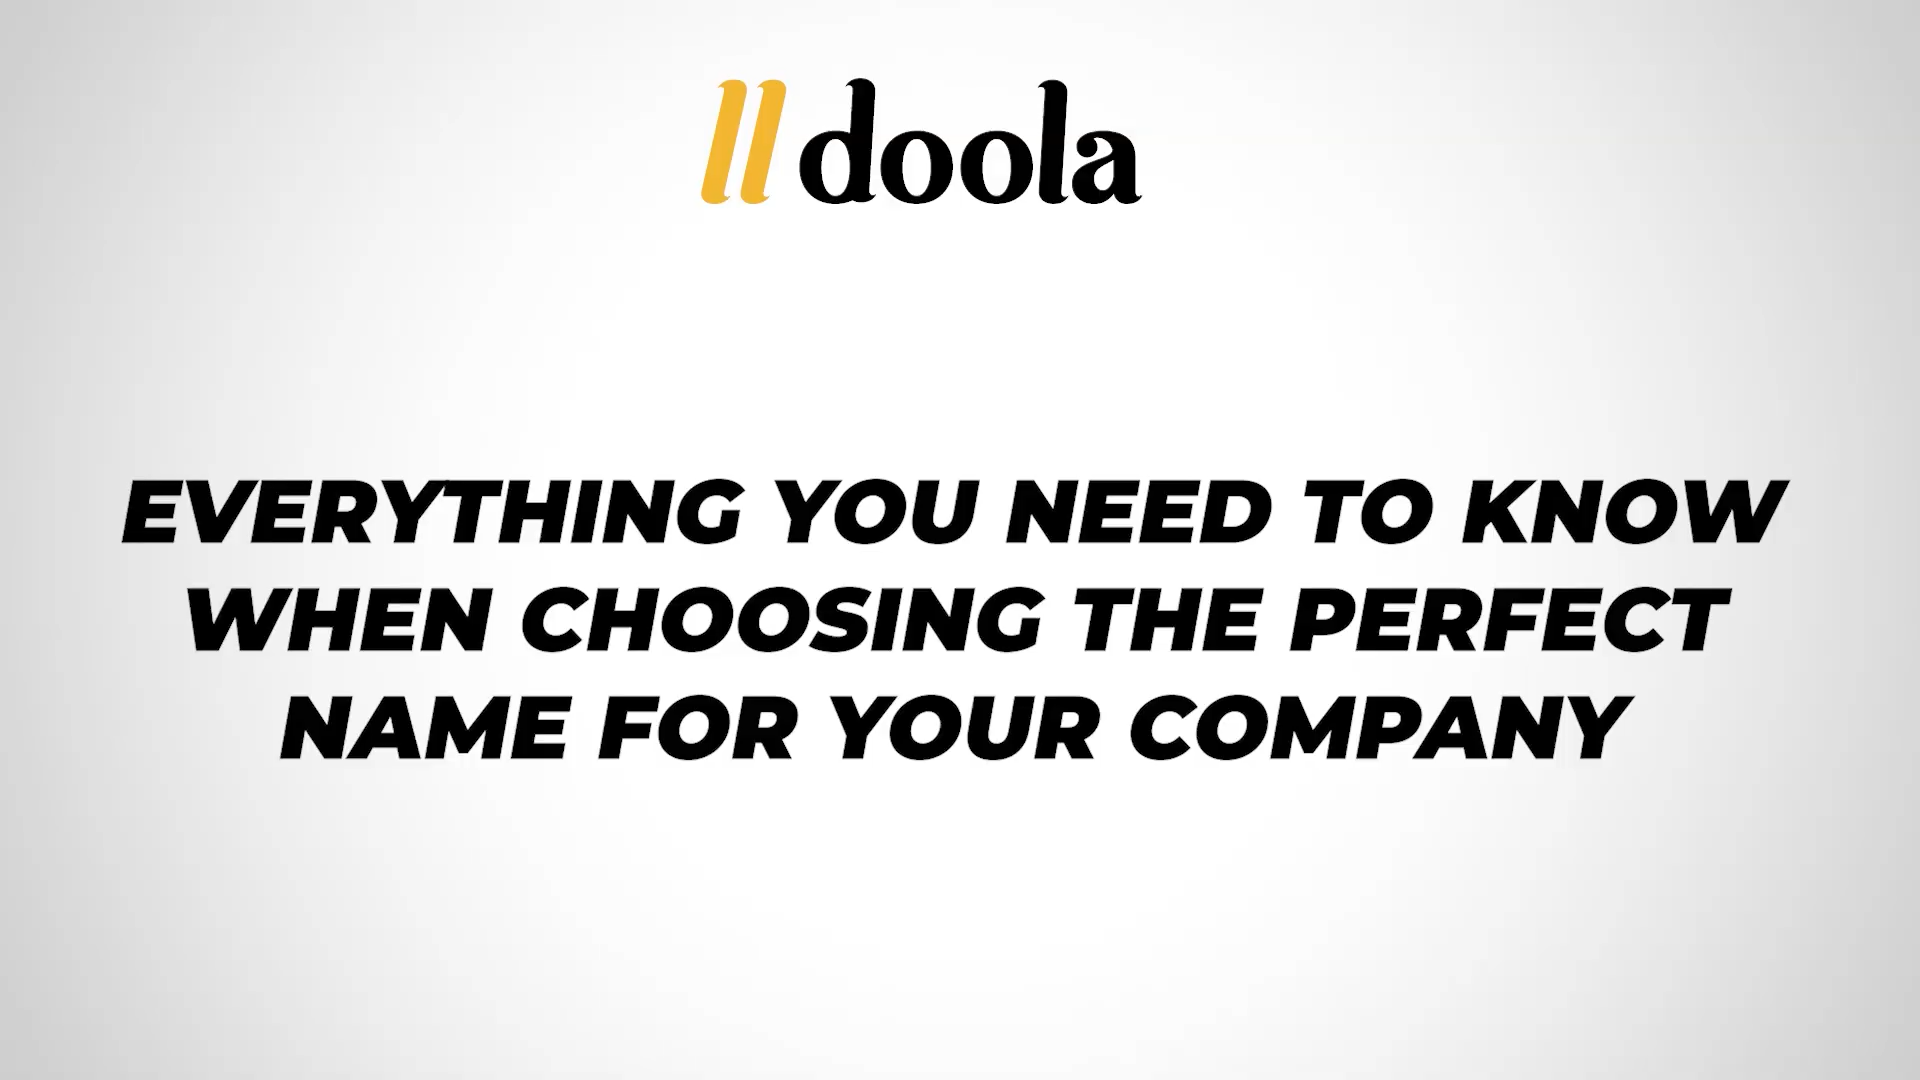 doola
EVERYTHING YOU NEED TO KNOW
WHEN CHOOSING THE PERFECT
NAME FOR YOUR COMPANY